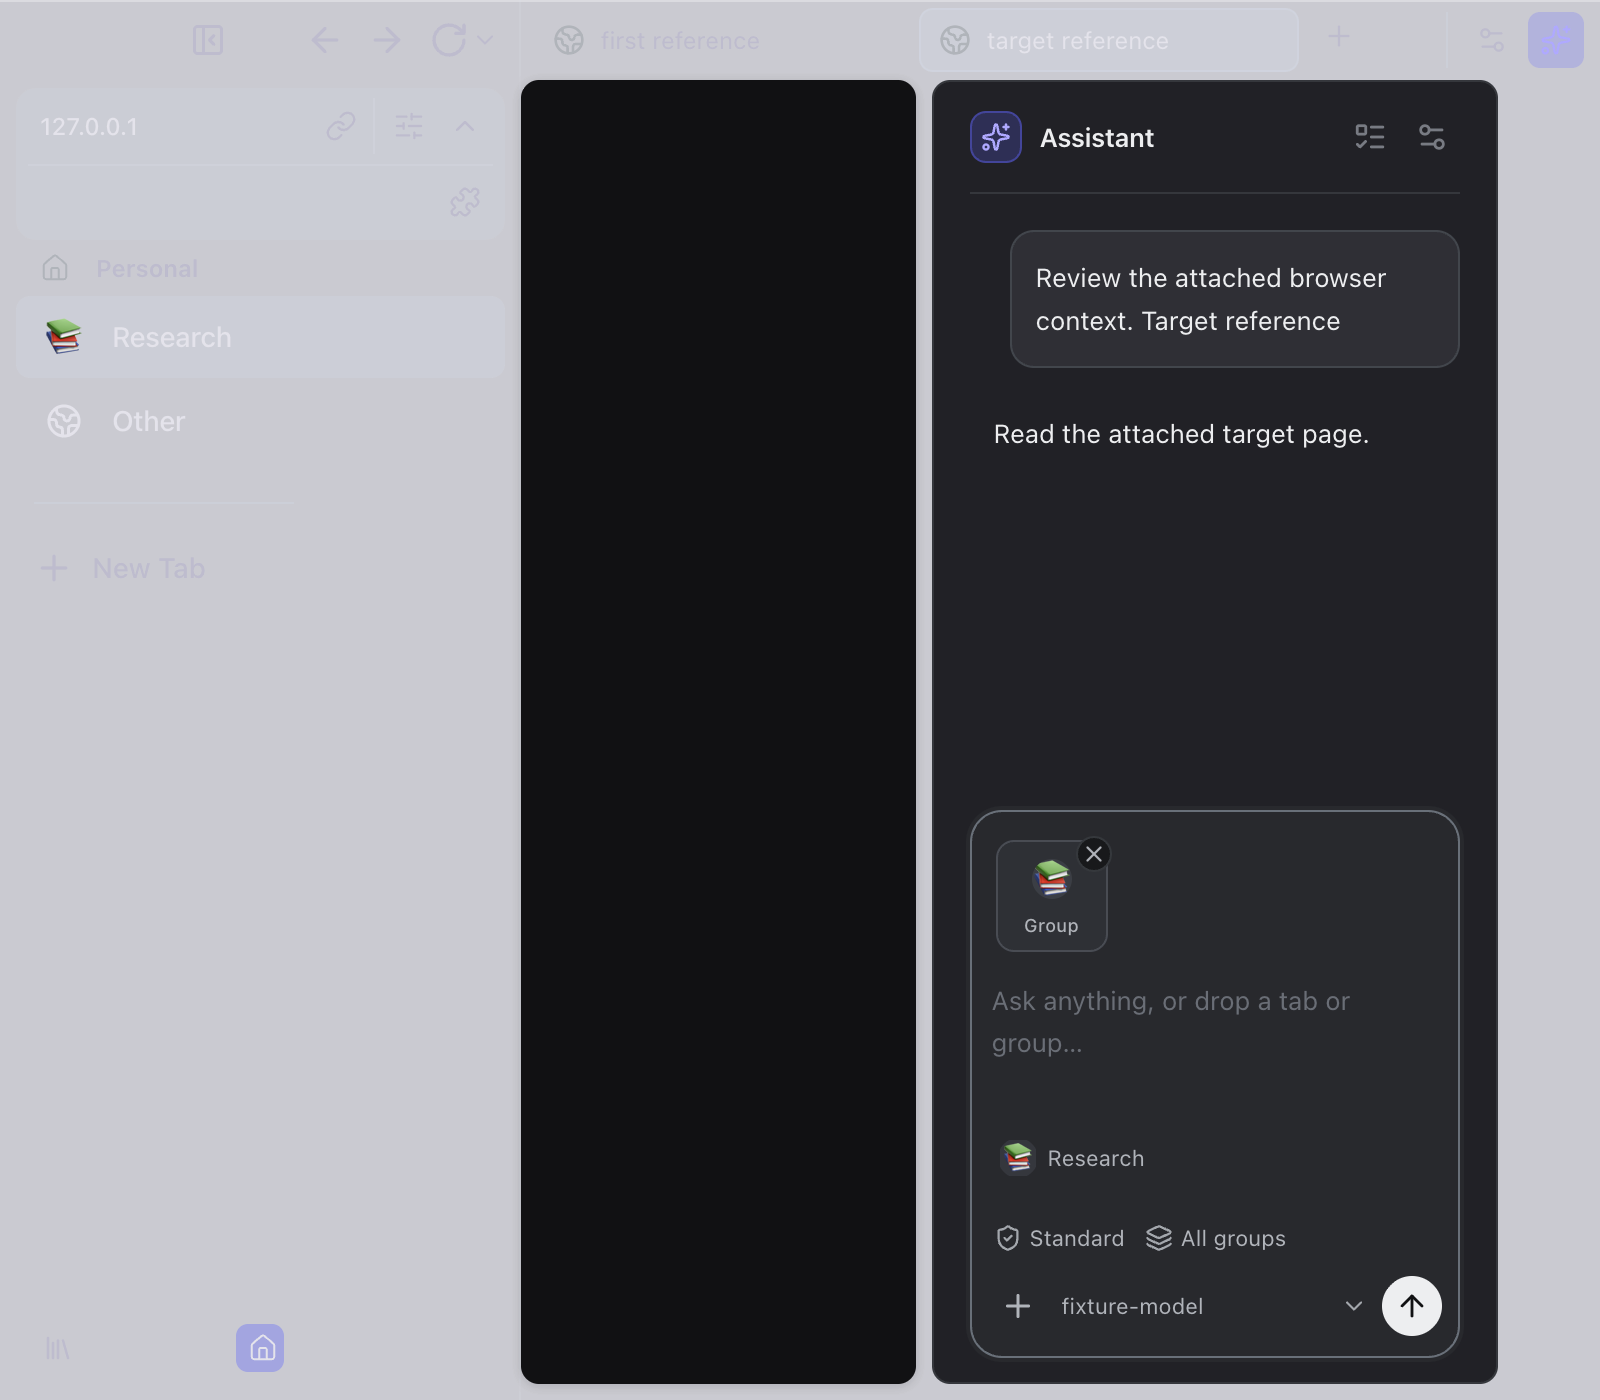 first reference
target reference
127.0.0.1
Personal
Research
Other
New Tab
Assistant
Review the attached browser
context. Target reference
Read the attached target page.
Group
Ask anything, or drop a tab or
group...
Research
Standard
All groups
fixture-model